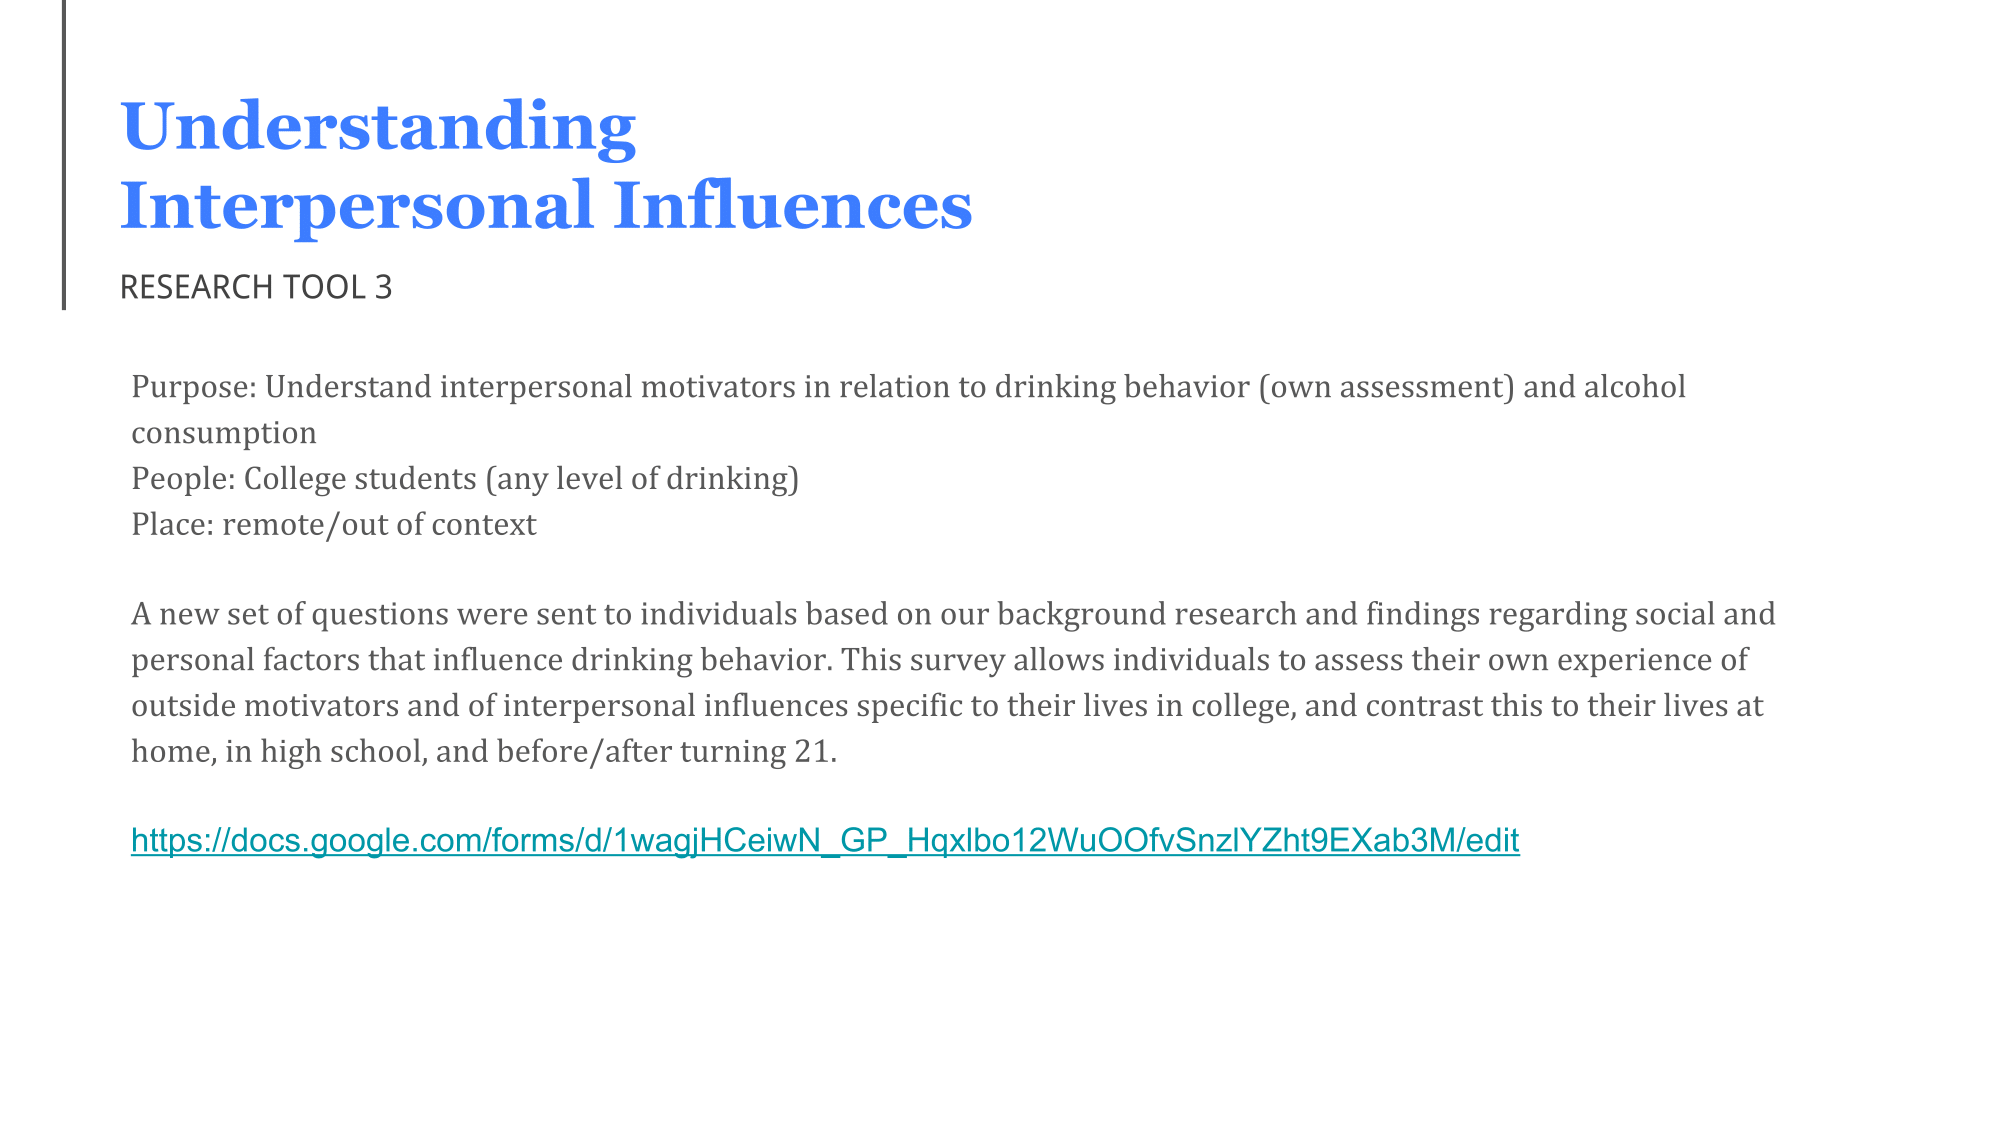 Understanding
Interpersonal Influences
RESEARCH TOOL 3
Purpose: Understand interpersonal motivators in relation to drinking behavior (own assessment) and alcohol
consumption
People: College students (any level of drinking)
Place: remote/out of context
A new set of questions were sent to individuals based on our background research and findings regarding social and
personal factors that influence drinking behavior. This survey allows individuals to assess their own experience of
outside motivators and of interpersonal influences specific to their lives in college, and contrast this to their lives at
home, in high school, and before/after turning 21.
https://docs.google.com/forms/d/1wagjHCeiwN_GP_Hqxlbo12WuOOfvSnzlYZht9EXab3M/edit